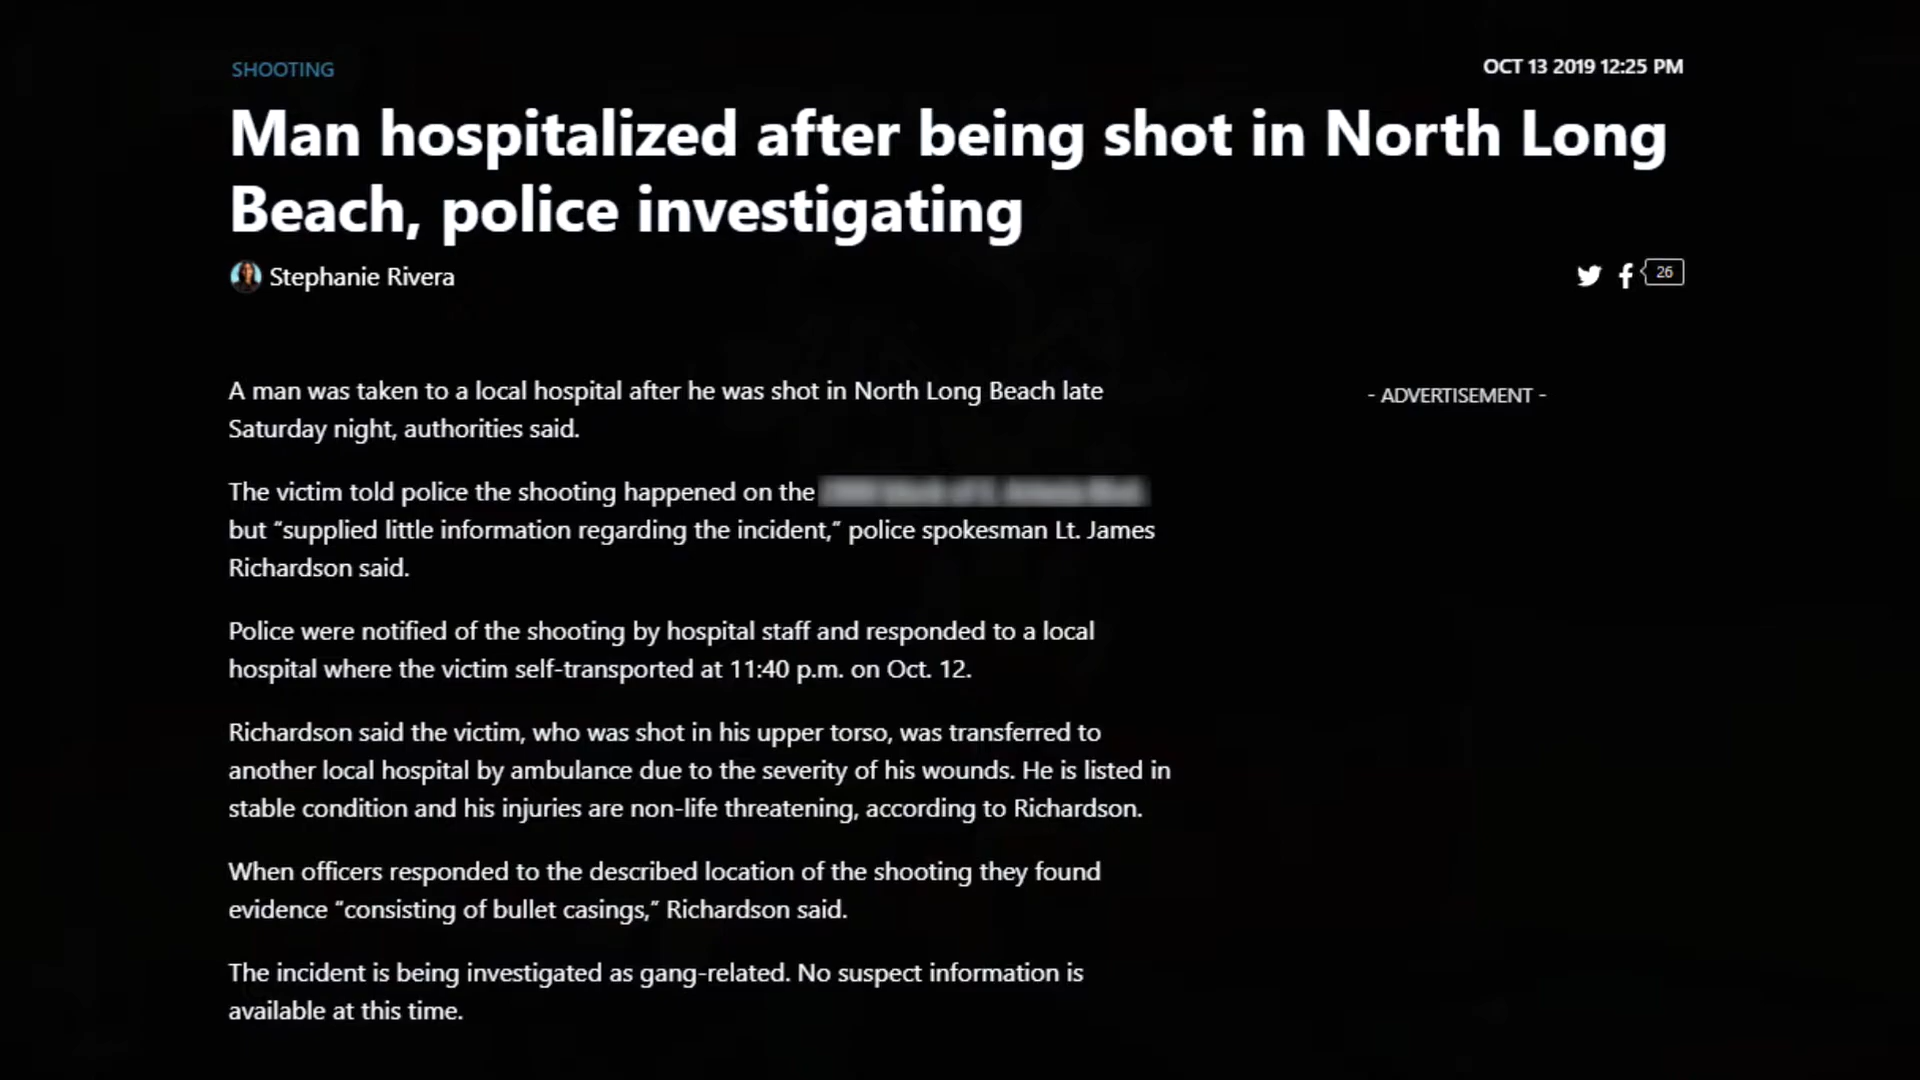 SHOOTING
OCT 13 2019 12:25 PM
Man hospitalized after being shot in North Long
Beach, police investigating
Stephanie Rivera
26
A man was taken to a local hospital after he was shot in North Long Beach late
Saturday night, authorities said.
- ADVERTISEMENT -
The victim told police the shooting happened on the
but “supplied little information regarding the incident,” police spokesman Lt. James
Richardson said.
Police were notified of the shooting by hospital staff and responded to a local
hospital where the victim self-transported at 11:40 p.m. on Oct. 12.
Richardson said the victim, who was shot in his upper torso, was transferred to
another local hospital by ambulance due to the severity of his wounds. He is listed in
stable condition and his injuries are non-life threatening, according to Richardson.
When officers responded to the described location of the shooting they found
evidence “consisting of bullet casings,” Richardson said.
The incident is being investigated as gang-related. No suspect information is
available at this time.